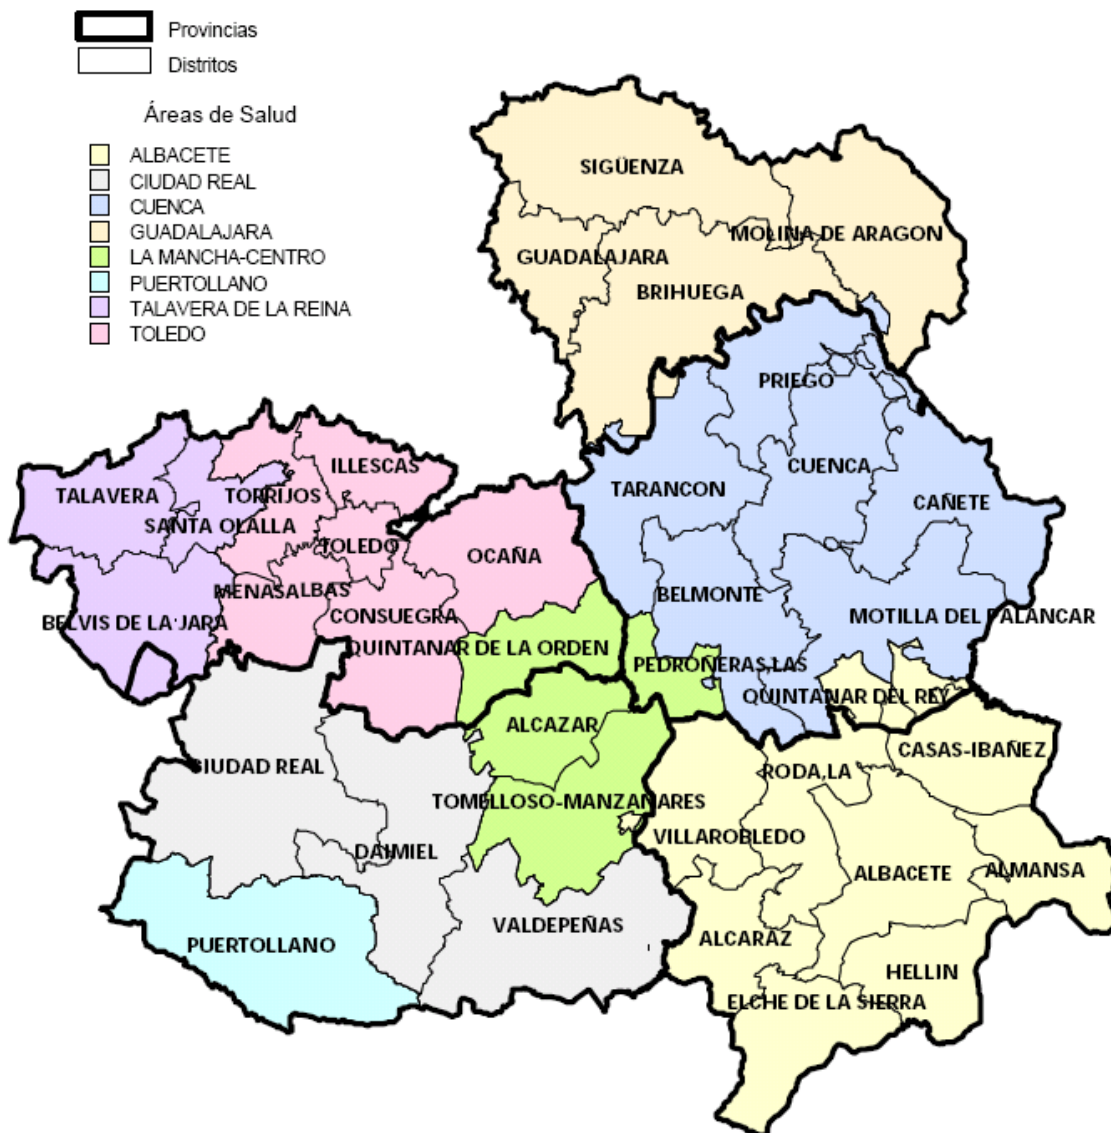 Provincias
Distritos
Áreas de Salud
ALBACETE
CIUDAD REAL
CUENCA
GUADALAJARA
LA MANCHA-CENTRO
PUERTOLLANO
TALAVERA DE LA REINA
TOLEDO
SIGÜENZA
MOLINA DE ARAGON
GUADALAJARA
BRIHUEGA
PRIEGO
CUENCA
TARANCON
CAÑETE
ILLESCAS
TALAVERA
TORRIJOS
SANTA OLALLA
TOLEDO
OCAÑA
MENASALBAS
BELMONTE
CONSUEGRA
MOTILLA DEL PALANCAR
BELVIS DE LA JARA
QUINTANAR DE LA ORDEN
PEDROÑERAS,LAS
QUINTANAR DEL REY
ALCAZAR
CASAS-IBAÑEZ
CIUDAD REAL
RODA,LA
TOMELLOSO-MANZANARES
VILLAROBLEDO
DAIMIEL
ALBACETE
ALMANSA
VALDEPEÑAS
ALCARAZ
PUERTOLLANO
HELLIN
ELCHE DE LA SIERRA